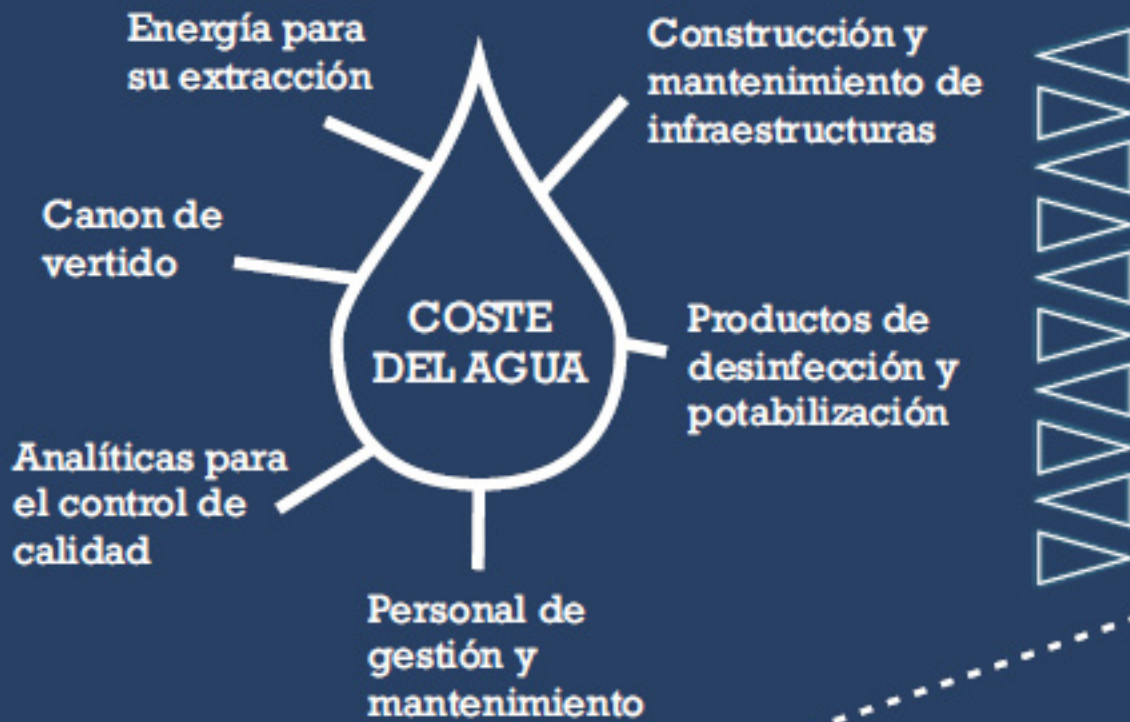 Energía para
su extracción
Construcción y
mantenimiento de
infraestructuras
Canon de
vertido
COSTE
DEL AGUA
Productos de
desinfección y
potabilización
Analíticas para
el control de
calidad
Personal de
gestión y
mantenimiento